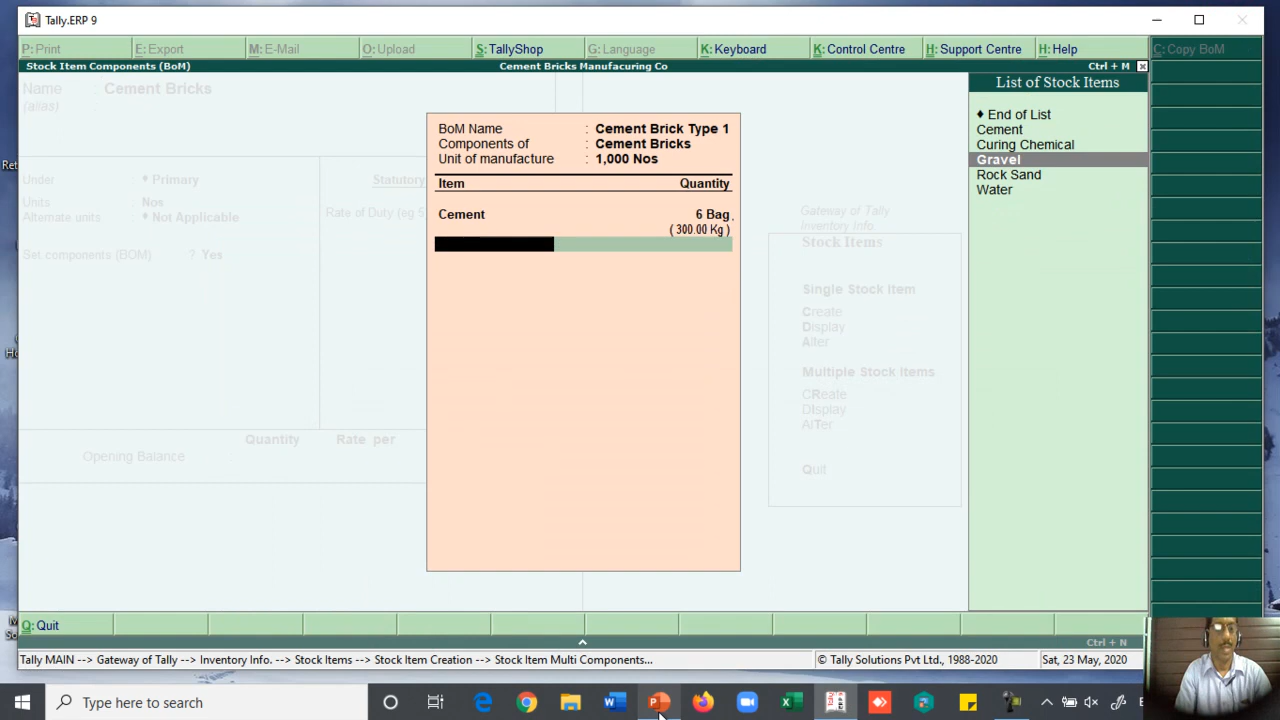 Tally.ERP 9
P: Print E: Export M: E-Mail O: Upload S: TallyShop G: Language K: Keyboard K: Control Centre H: Support Centre H: Help C: Copy BoM
Stock Item Components (BoM) Cement Bricks Manufacuring Co Ctrl + M
Name : Cement Bricks
(alias) :
Under : ♦ Primary
Units : Nos
Alternate units : ♦ Not Applicable
Set components (BOM) ? Yes
Statutory
Rate of Duty (eg 5
Quantity Rate per
Opening Balance :
BoM Name : Cement Brick Type 1
Components of : Cement Bricks
Unit of manufacture : 1,000 Nos
Item Quantity
Cement 6 Bag
( 300.00 Kg )
Gateway of Tally
Inventory Info.
Stock Items
Single Stock Item
Create
Display
Alter
Multiple Stock Items
CReate
DIsplay
AlTer
Quit
List of Stock Items
♦ End of List
Cement
Curing Chemical
Gravel
Rock Sand
Water
Q: Quit
Ctrl + N
Tally MAIN --> Gateway of Tally --> Inventory Info. --> Stock Items --> Stock Item Creation --> Stock Item Multi Components... © Tally Solutions Pvt Ltd., 1988-2020 Sat, 23 May, 2020
Type here to search